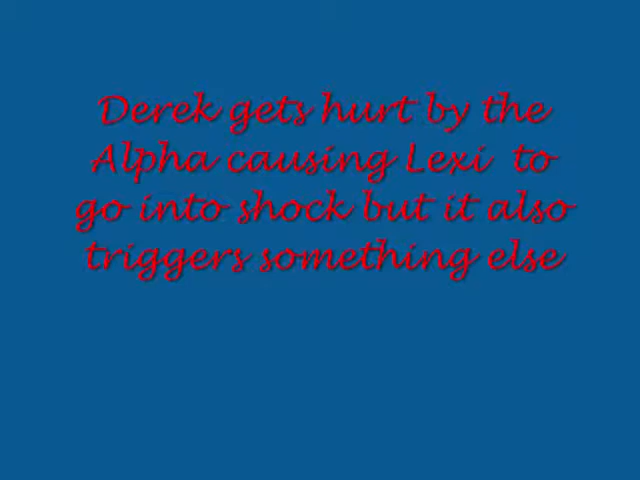 Derek gets hurt by the
Alpha causing Lexi to
go into shock but it also
triggers something else